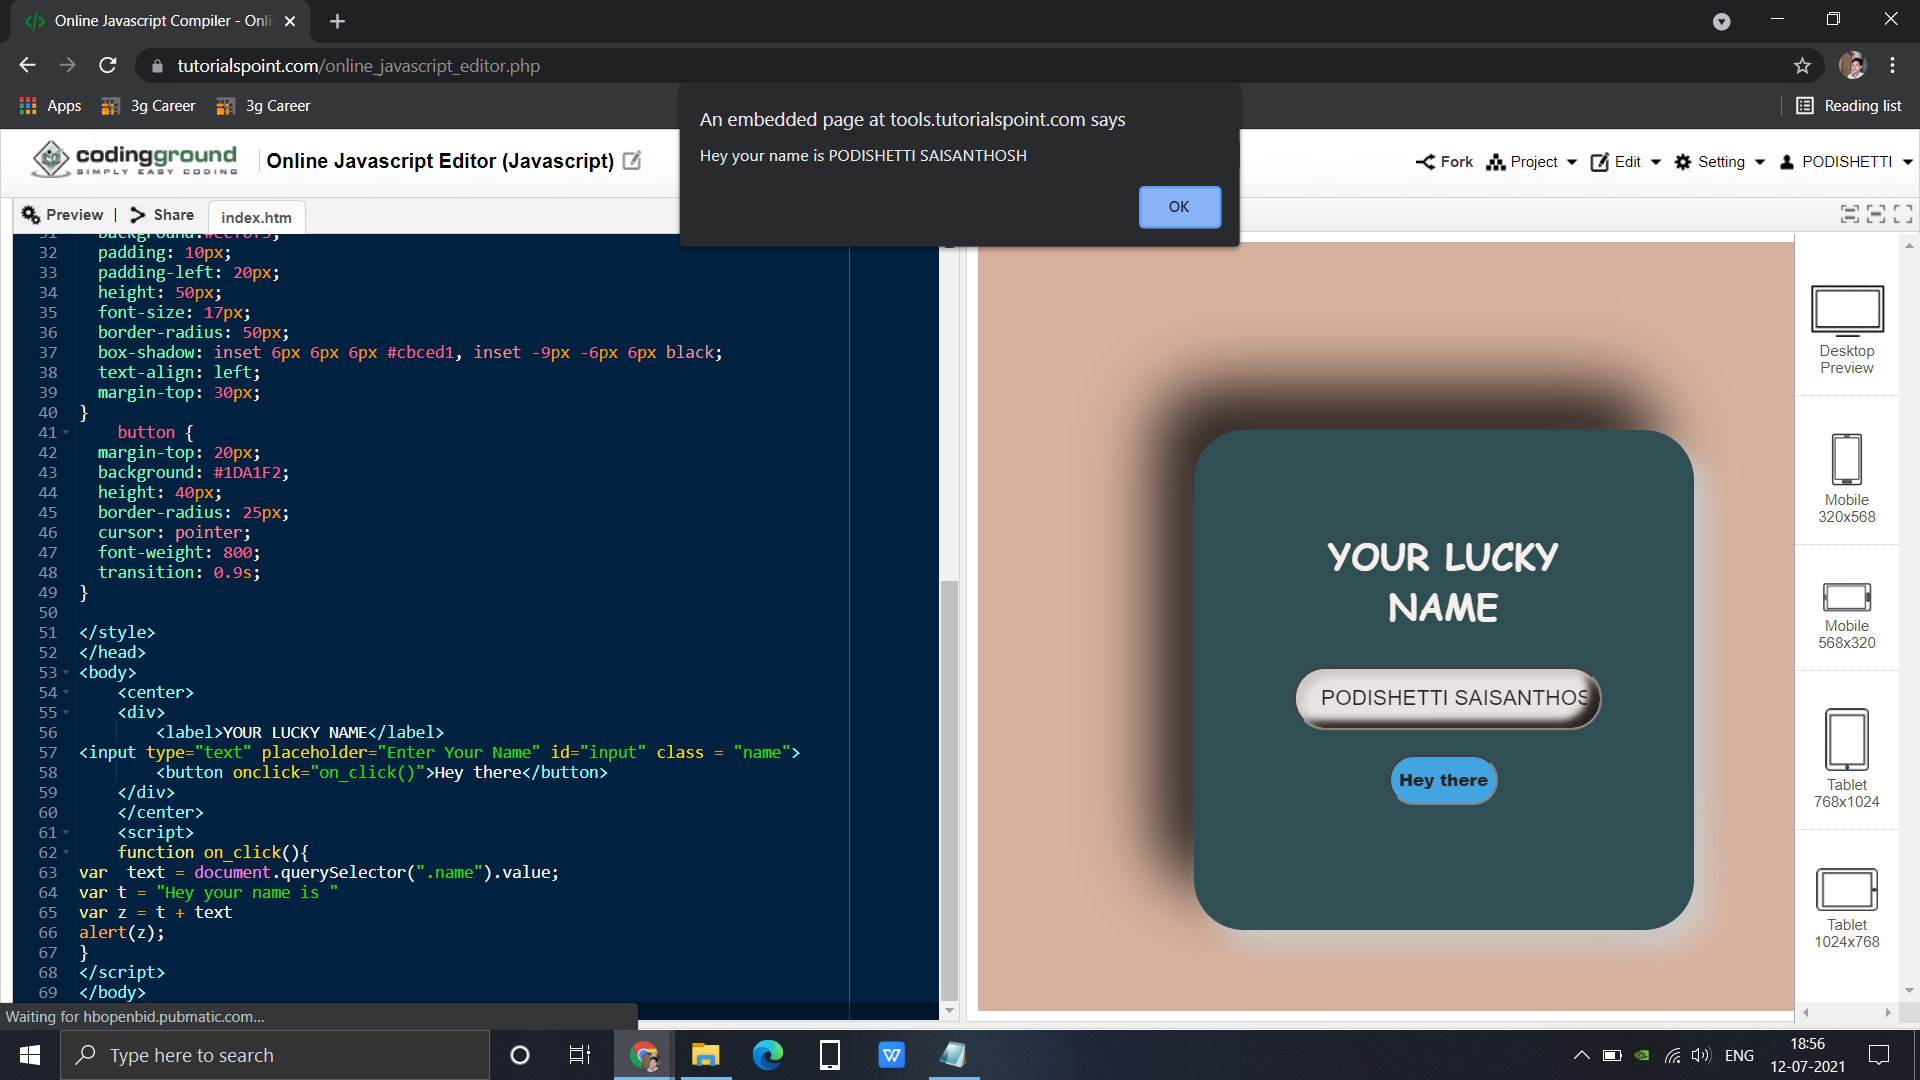 Online Javascript Compiler - Onli
tutorialspoint.com/online_javascript_editor.php
Apps
3g Career
3g Career
Reading list
An embedded page at tools.tutorialspoint.com says
Hey your name is PODISHETTI SAISANTHOSH
OK
codingground
SIMPLY EASY CODING
Online Javascript Editor (Javascript)
Fork
Project
Edit
Setting
PODISHETTI
Preview |
Share
index.htm
32 padding: 10px;
33 padding-left: 20px;
34 height: 50px;
35 font-size: 17px;
36 border-radius: 50px;
37 box-shadow: inset 6px 6px 6px #cbced1, inset -9px -6px 6px black;
38 text-align: left;
39 margin-top: 30px;
40 }
41 button {
42 margin-top: 20px;
43 background: #1DA1F2;
44 height: 40px;
45 border-radius: 25px;
46 cursor: pointer;
47 font-weight: 800;
48 transition: 0.9s;
49 }
50
51 </style>
52 </head>
53 <body>
54 <center>
55 <div>
56 <label>YOUR LUCKY NAME</label>
57 <input type="text" placeholder="Enter Your Name" id="input" class = "name">
58 <button onclick="on_click()">Hey there</button>
59 </div>
60 </center>
61 <script>
62 function on_click(){
63 var  text = document.querySelector(".name").value;
64 var t = "Hey your name is "
65 var z = t + text
66 alert(z);
67 }
68 </script>
69 </body>
YOUR LUCKY
NAME
PODISHETTI SAISANTHOS
Hey there
Desktop
Preview
Mobile
320x568
Mobile
568x320
Tablet
768x1024
Tablet
1024x768
Waiting for hbopenbid.pubmatic.com...
Type here to search
ENG
18:56
12-07-2021